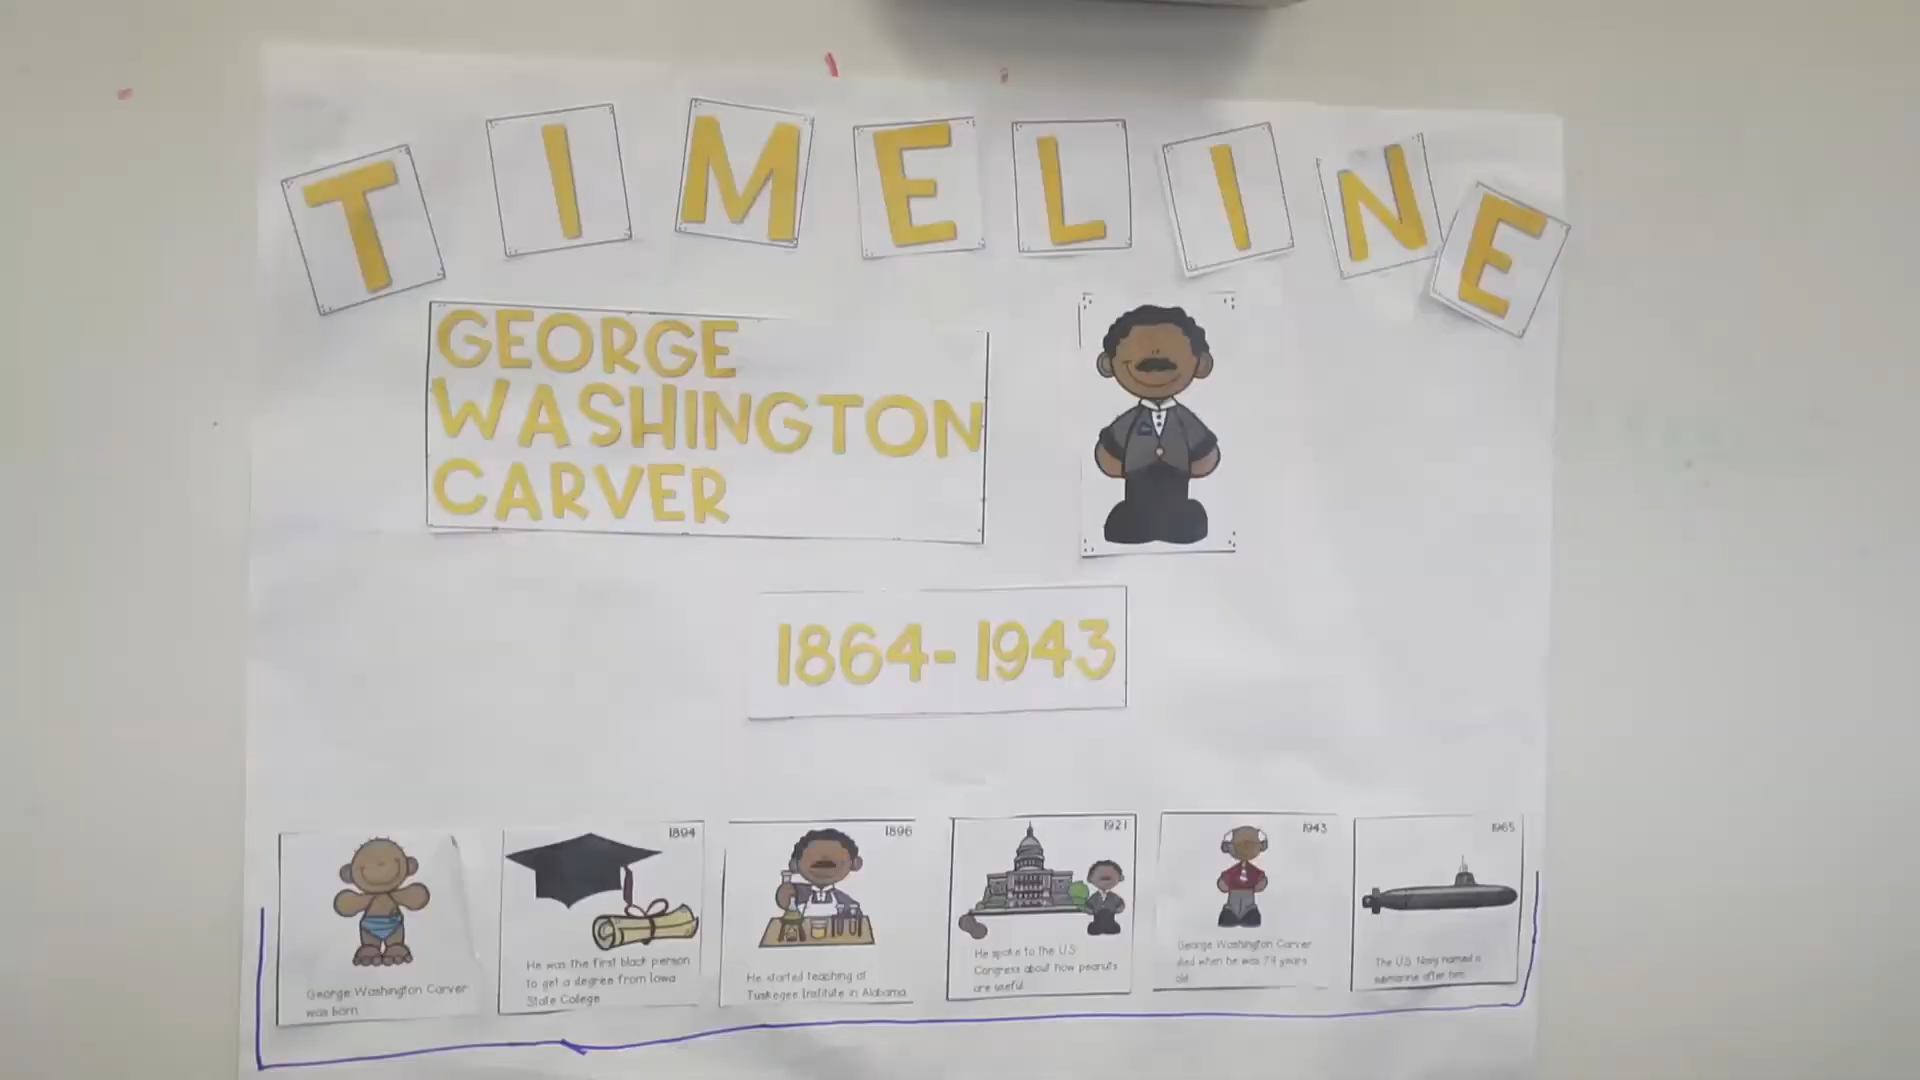 TIMELINE
GEORGE
WASHINGTON
CARVER
1864-1943
George Washington Carver
was born
1894
He was the first black person
to get a degree from Iowa
State College
1896
He started teaching at
Tuskegee Institute in Alabama
1921
He spoke to the U.S.
Congress about how peanuts
are useful
1943
George Washington Carver
died when he was 79 years
old
1965
The U.S. Navy named a
submarine after him